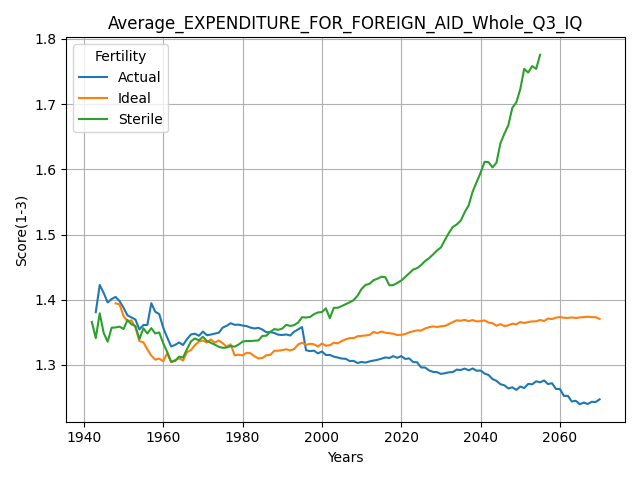 Average_EXPENDITURE_FOR_FOREIGN_AID_Whole_Q3_IQ
Fertility
Actual
Ideal
Sterile
Score(1-3)
1.8
1.7
1.6
1.5
1.4
1.3
1940 1960 1980 2000 2020 2040 2060
Years